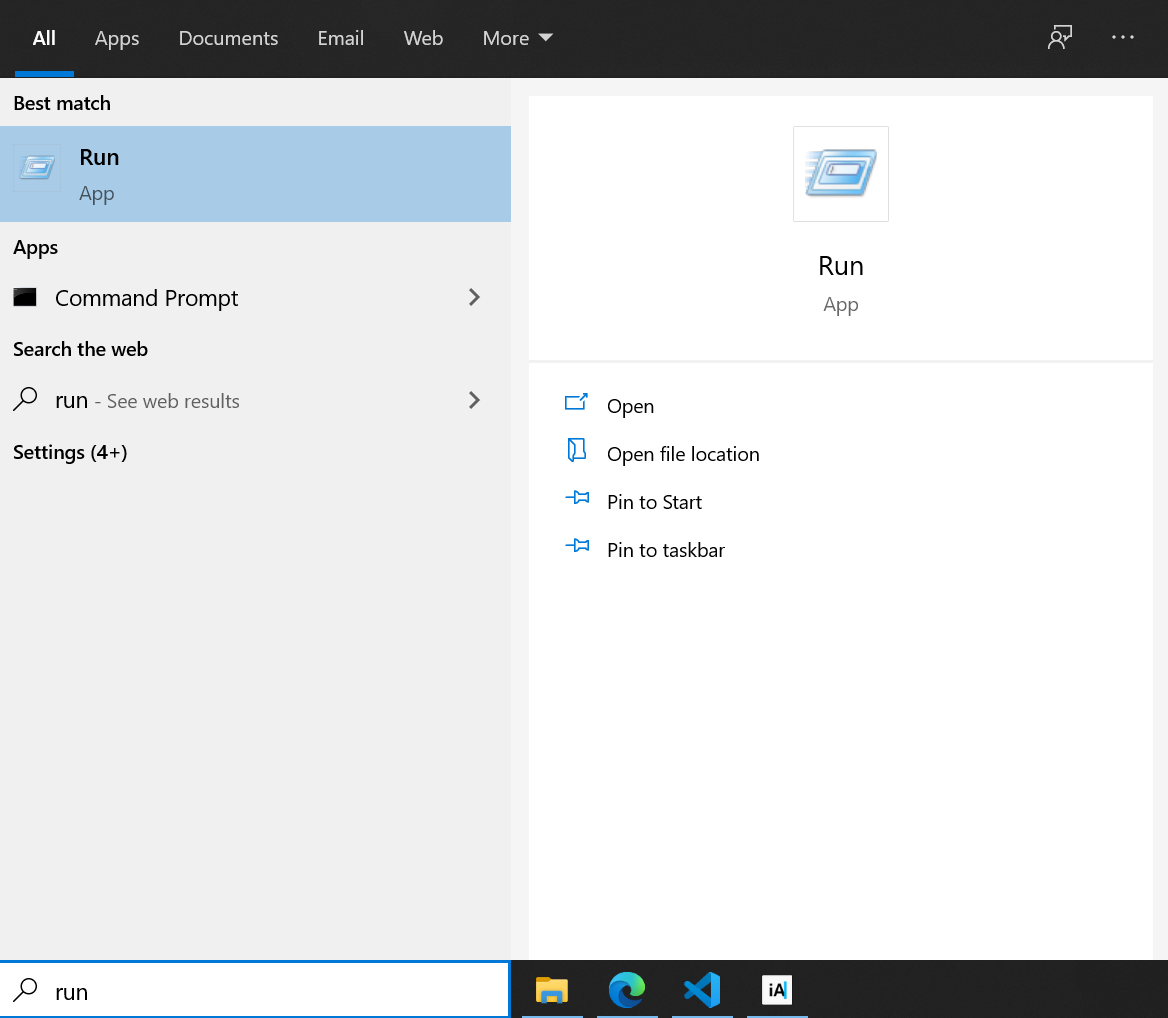 All Apps Documents Email Web More
Best match
Run
App
Apps
Command Prompt
Search the web
run - See web results
Settings (4+)
Run
App
Open
Open file location
Pin to Start
Pin to taskbar
run
iA